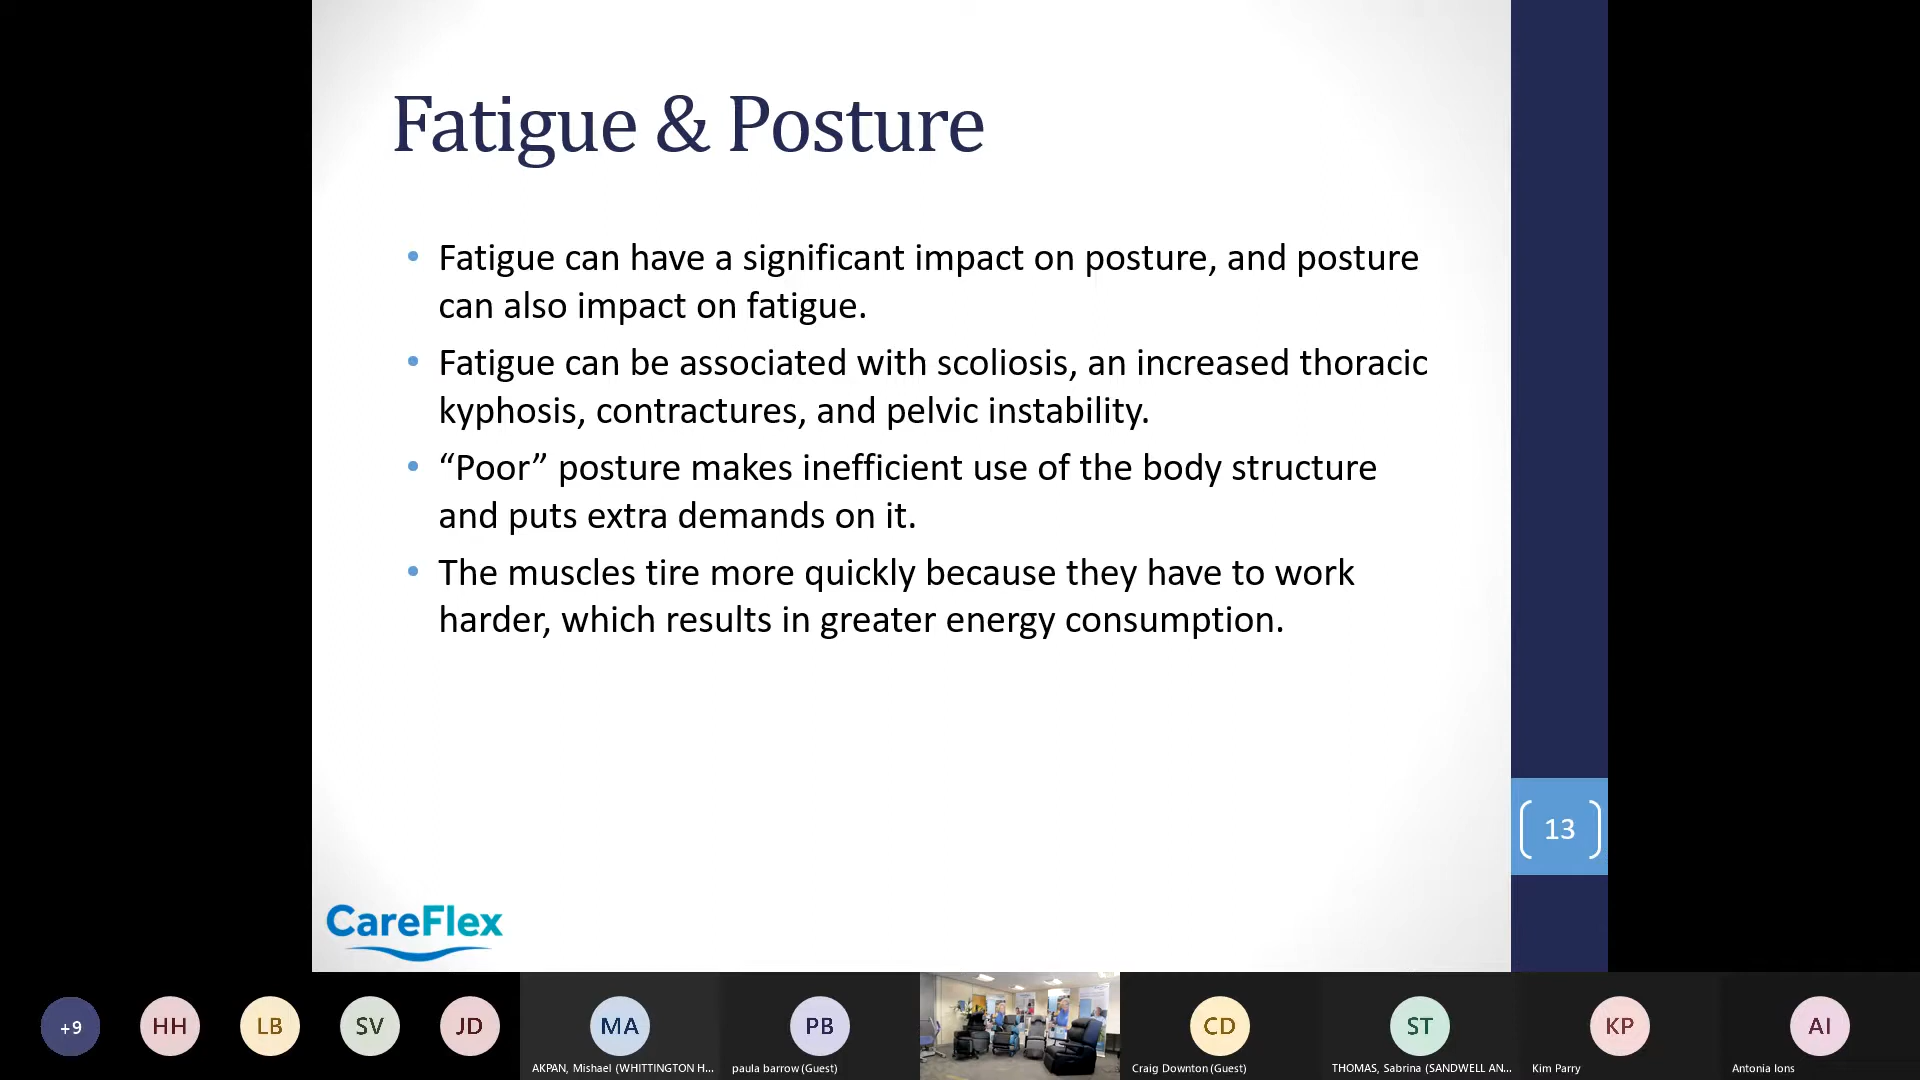 Fatigue & Posture
• Fatigue can have a significant impact on posture, and posture
can also impact on fatigue.
• Fatigue can be associated with scoliosis, an increased thoracic
kyphosis, contractures, and pelvic instability.
• “Poor” posture makes inefficient use of the body structure
and puts extra demands on it.
• The muscles tire more quickly because they have to work
harder, which results in greater energy consumption.
13
CareFlex
+9
HH
LB
SV
JD
MA
AKPAN, Mishael (WHITTINGTON H...
PB
paula barrow (Guest)
CD
Craig Downton (Guest)
ST
THOMAS, Sabrina (SANDWELL AN...
KP
Kim Parry
AI
Antonia Ions